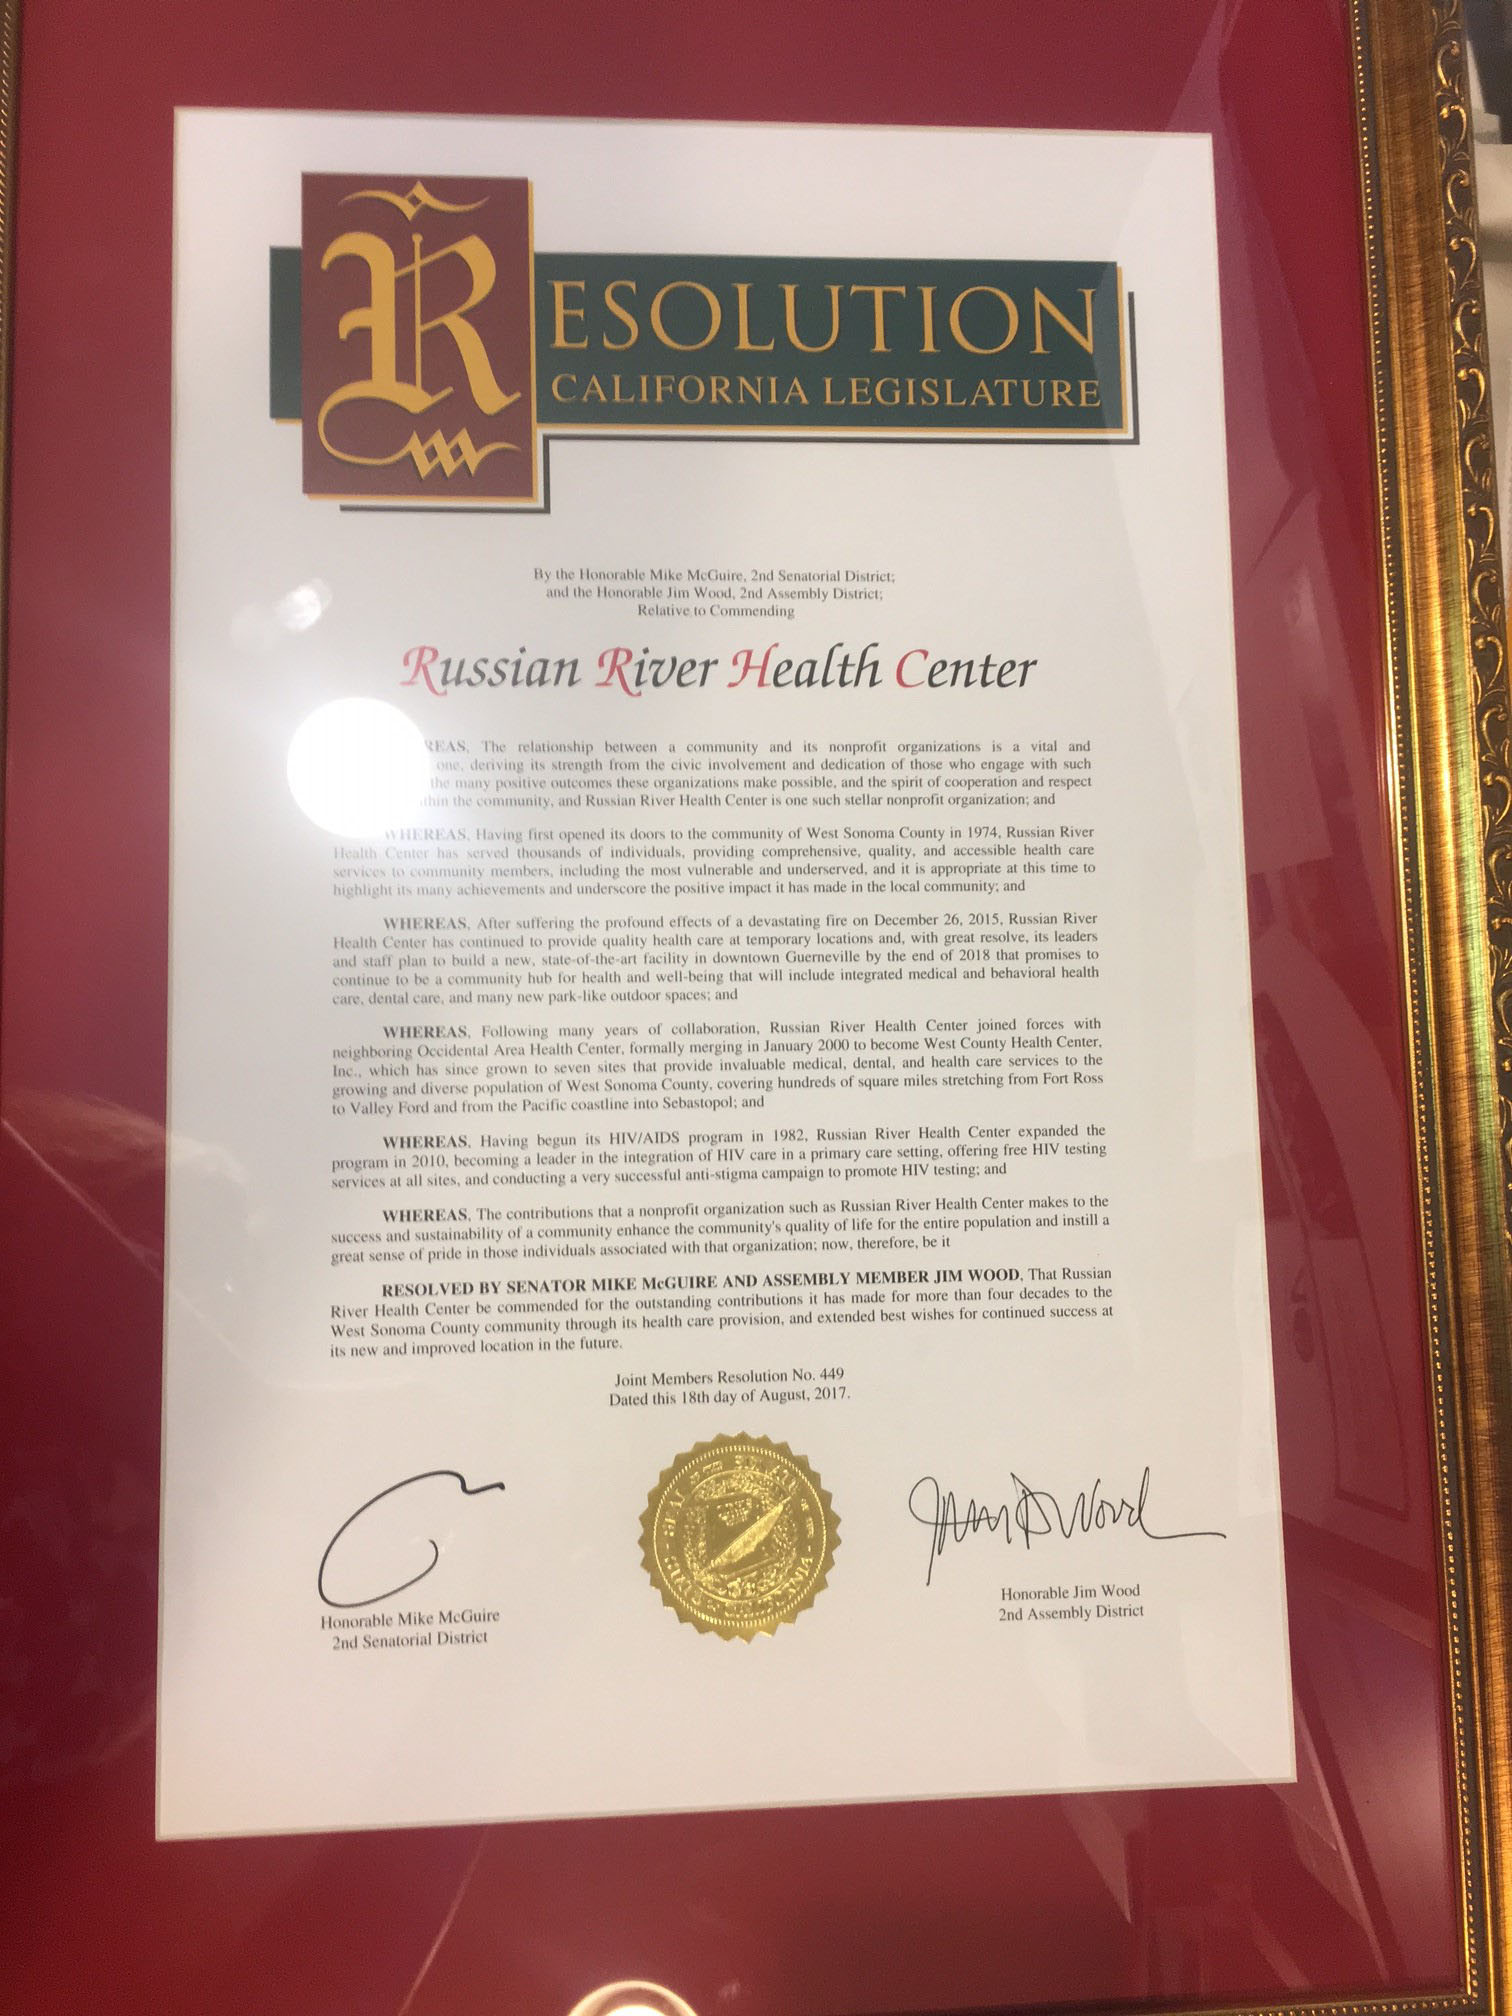 RESOLUTION
CALIFORNIA LEGISLATURE
By the Honorable Mike McGuire, 2nd Senatorial District;
and the Honorable Jim Wood, 2nd Assembly District;
Relative to Commending
Russian River Health Center
The relationship between a community and its nonprofit organizations is a vital and
one, deriving its strength from the civic involvement and dedication of those who engage with such
the many positive outcomes these organizations make possible, and the spirit of cooperation and respect
the community, and Russian River Health Center is one such stellar nonprofit organization; and
WHEREAS, Having first opened its doors to the community of West Sonoma County in 1974, Russian River
Health Center has served thousands of individuals, providing comprehensive, quality, and accessible health care
services to community members, including the most vulnerable and underserved, and it is appropriate at this time to
highlight its many achievements and underscore the positive impact it has made in the local community; and
WHEREAS, After suffering the profound effects of a devastating fire on December 26, 2015, Russian River
Health Center has continued to provide quality health care at temporary locations and, with great resolve, its leaders
and staff plan to build a new, state-of-the-art facility in downtown Guerneville by the end of 2018 that promises to
continue to be a community hub for health and well-being that will include integrated medical and behavioral health
care, dental care, and many new park-like outdoor spaces; and
WHEREAS, Following many years of collaboration, Russian River Health Center joined forces with
neighboring Occidental Area Health Center, formally merging in January 2000 to become West County Health Center,
Inc., which has since grown to seven sites that provide invaluable medical, dental, and health care services to the
growing and diverse population of West Sonoma County, covering hundreds of square miles stretching from Fort Ross
to Valley Ford and from the Pacific coastline into Sebastopol; and
WHEREAS, Having begun its HIV/AIDS program in 1982, Russian River Health Center expanded the
program in 2010, becoming a leader in the integration of HIV care in a primary care setting, offering free HIV testing
services at all sites, and conducting a very successful anti-stigma campaign to promote HIV testing; and
WHEREAS, The contributions that a nonprofit organization such as Russian River Health Center makes to the
success and sustainability of a community enhance the community's quality of life for the entire population and instill a
great sense of pride in those individuals associated with that organization; now, therefore, be it
RESOLVED BY SENATOR MIKE McGUIRE AND ASSEMBLY MEMBER JIM WOOD, That Russian
River Health Center be commended for the outstanding contributions it has made for more than four decades to the
West Sonoma County community through its health care provision, and extended best wishes for continued success at
its new and improved location in the future.
Joint Members Resolution No. 449
Dated this 18th day of August, 2017.
Honorable Mike McGuire
2nd Senatorial District
Honorable Jim Wood
2nd Assembly District